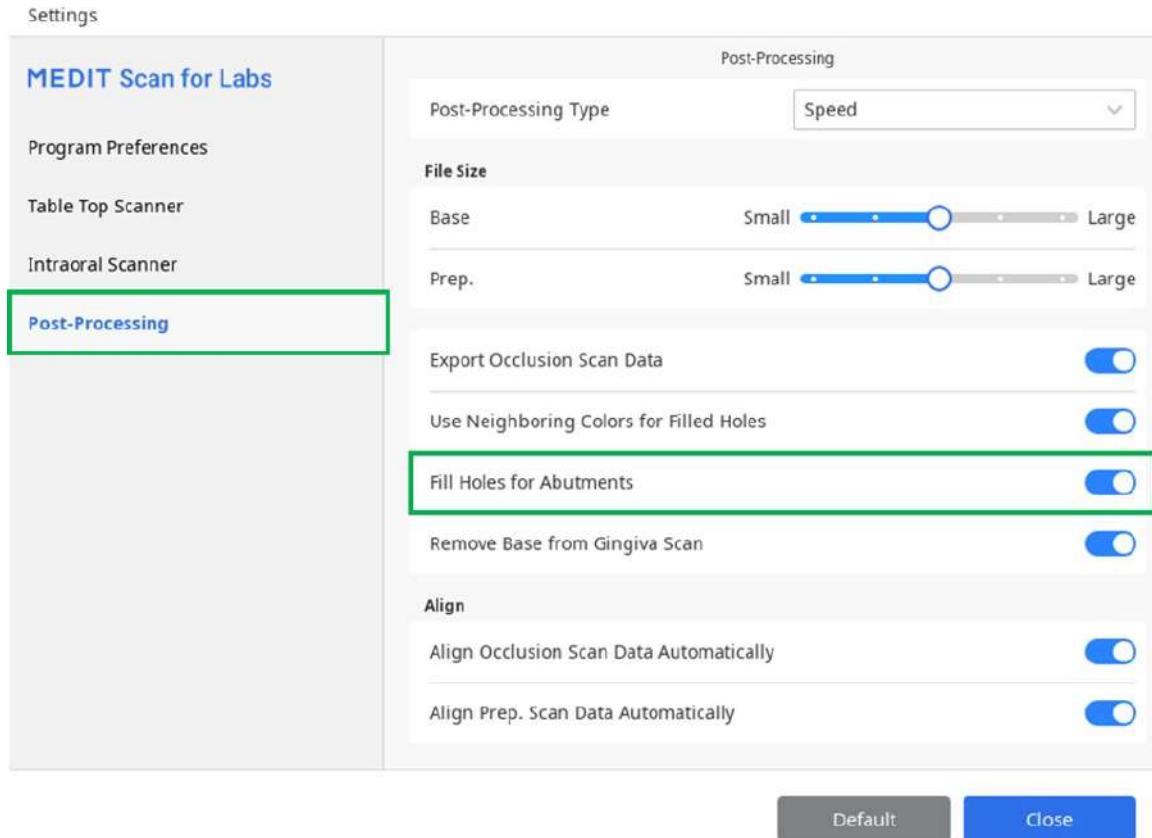 Settings
MEDIT Scan for Labs
Program Preferences
Table Top Scanner
Intraoral Scanner
Post-Processing
Post-Processing
Post-Processing Type Speed
File Size
Base Small Large
Prep. Small Large
Export Occlusion Scan Data
Use Neighboring Colors for Filled Holes
Fill Holes for Abutments
Remove Base from Gingiva Scan
Align
Align Occlusion Scan Data Automatically
Align Prep. Scan Data Automatically
Default Close